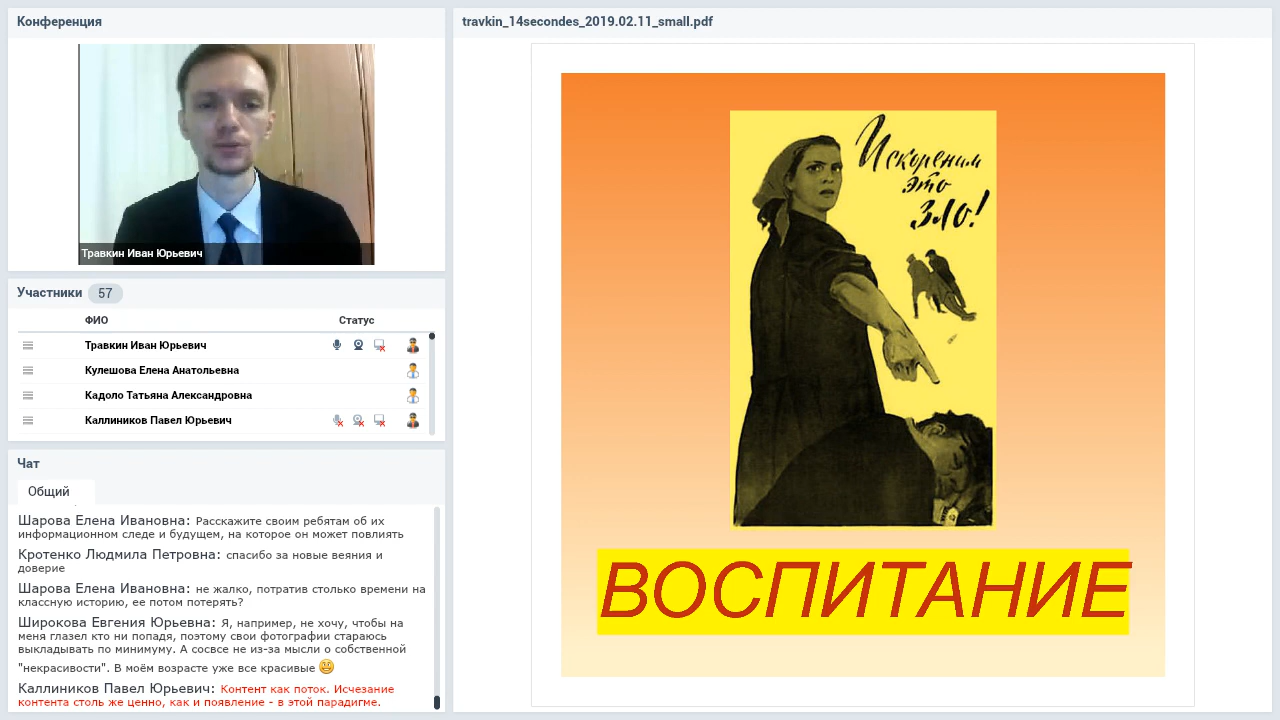 Конференция
Травкин Иван Юрьевич
Участники 57
ФИО Статус
Травкин Иван Юрьевич
Кулешова Елена Анатольевна
Кадоло Татьяна Александровна
Каллиников Павел Юрьевич
Чат
Общий
Шарова Елена Ивановна: Расскажите своим ребятам об их
информационном следе и будущем, на которое он может повлиять
Кротенко Людмила Петровна: спасибо за новые веяния и
доверие
Шарова Елена Ивановна: не жалко, потратив столько времени на
классную историю, ее потом потерять?
Широкова Евгения Юрьевна: Я, например, не хочу, чтобы на
меня глазел кто ни попадя, поэтому свои фотографии стараюсь
выкладывать по минимуму. А сосвсе не из-за мысли о собственной
"некрасивости". В моём возрасте уже все красивые
Каллиников Павел Юрьевич: Контент как поток. Исчезание
контента столь же ценно, как и появление - в этой парадигме.
travkin_14secondes_2019.02.11_small.pdf
Искореним
это
зло!
ВОСПИТАНИЕ